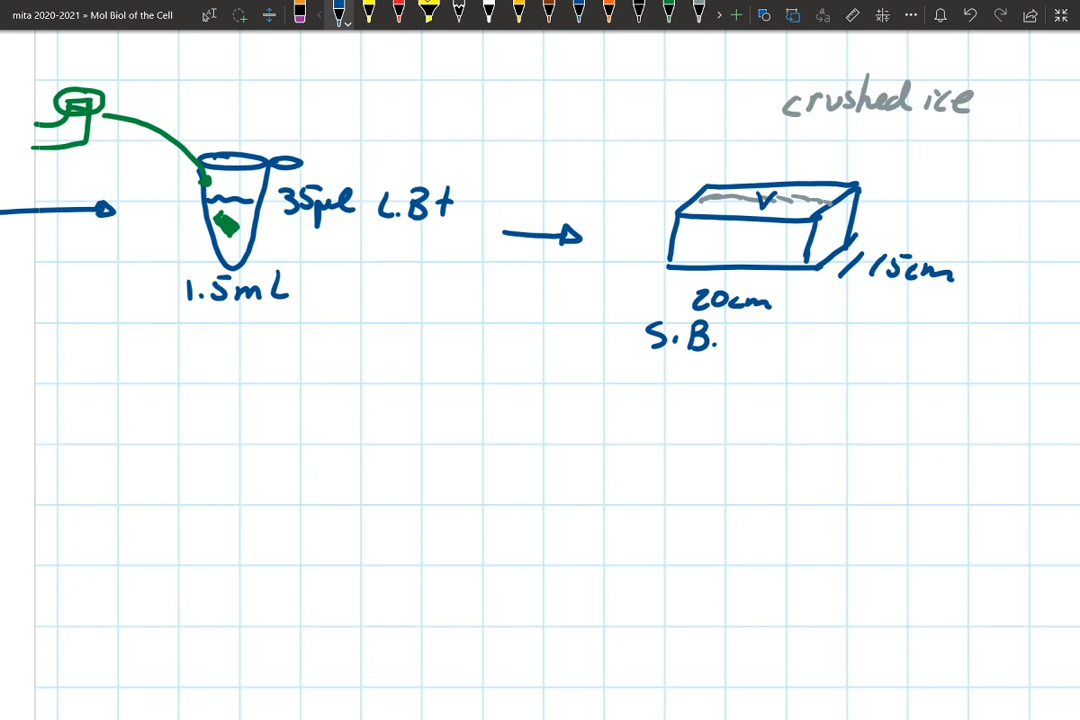 mita 2020-2021 » Mol Biol of the Cell
crushed ice
35µl L.B+
1.5mL
15cm
20cm
S.B.